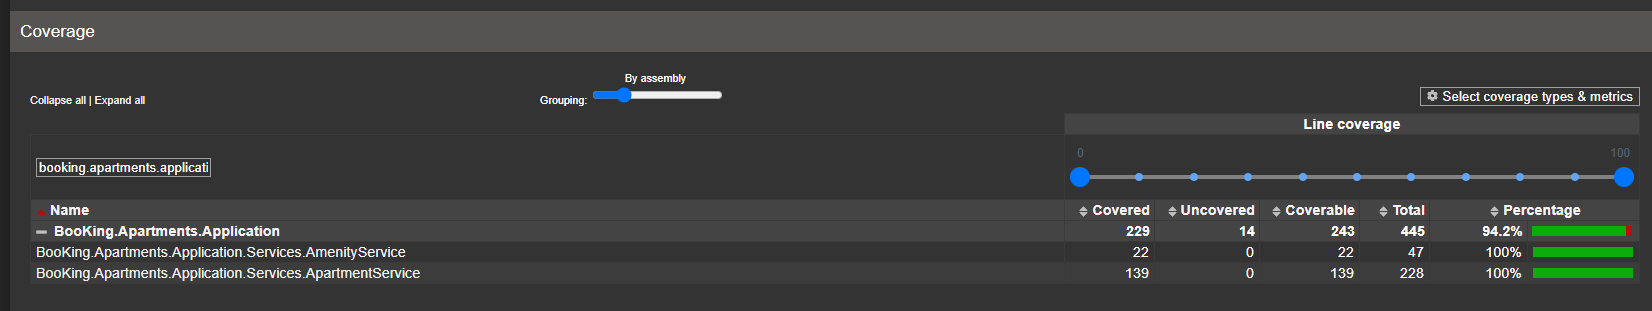 Coverage
By assembly
Collapse all | Expand all
Grouping:
Select coverage types & metrics
Line coverage
0 100
booking.apartments.applicati
Name Covered Uncovered Coverable Total Percentage
BooKing.Apartments.Application 229 14 243 445 94.2%
BooKing.Apartments.Application.Services.AmenityService 22 0 22 47 100%
BooKing.Apartments.Application.Services.ApartmentService 139 0 139 228 100%